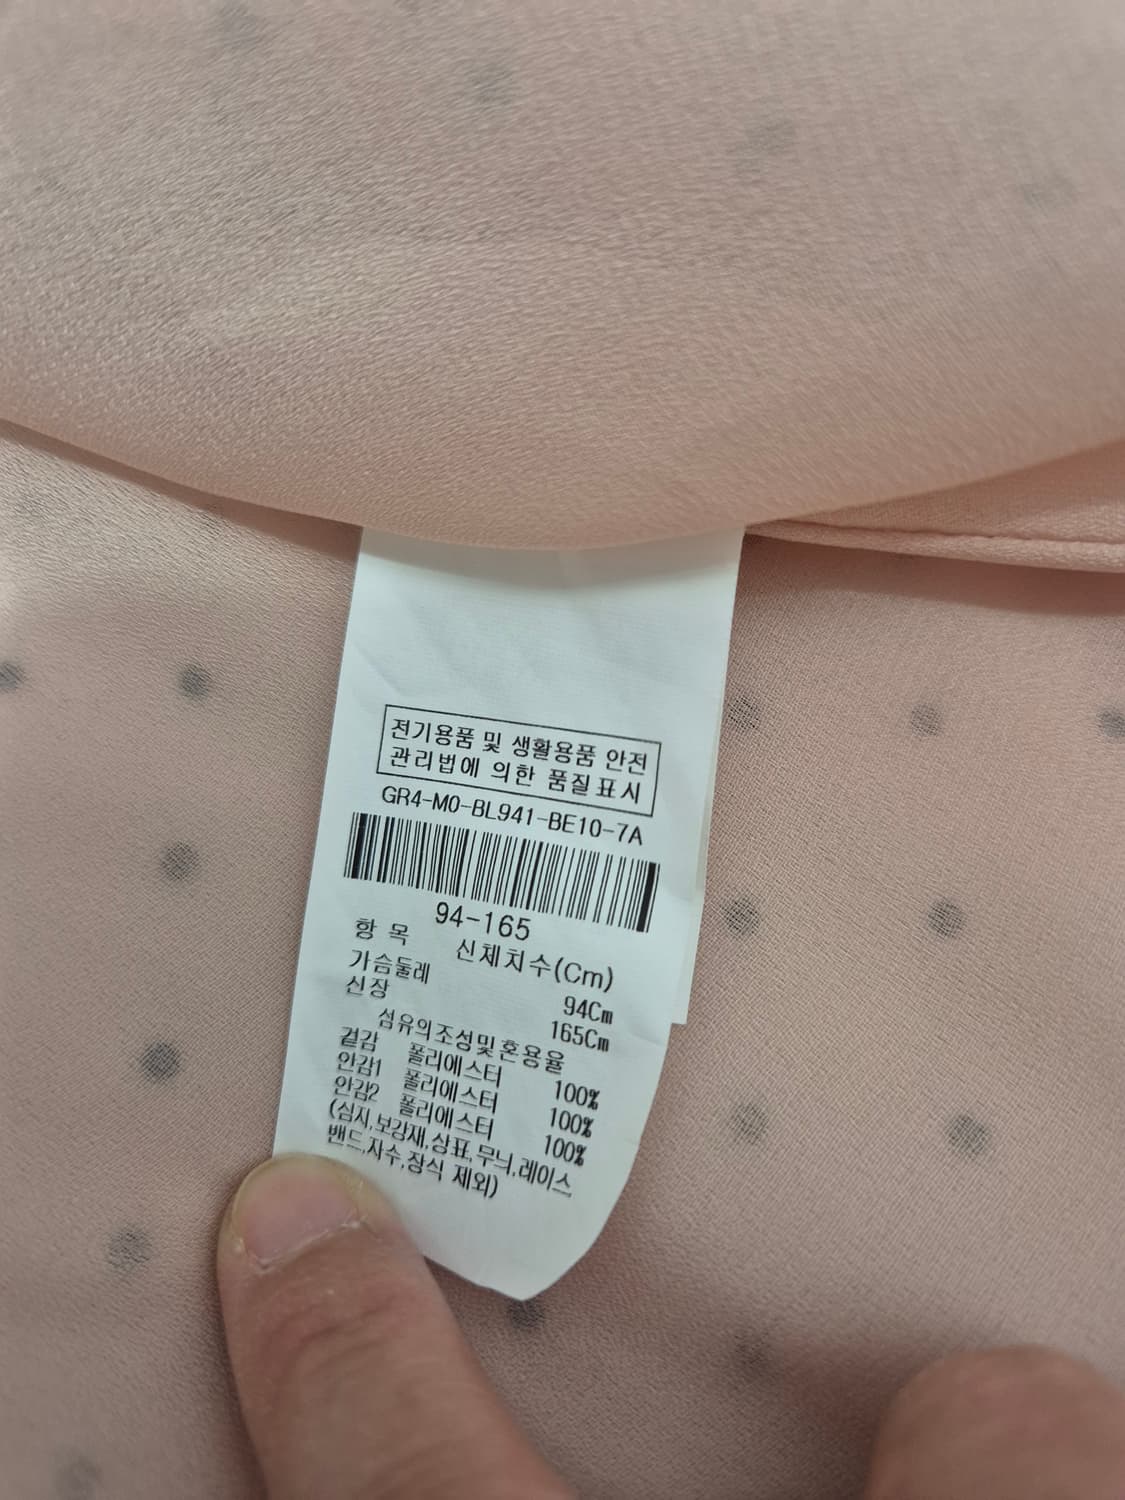 전기용품 및 생활용품 안전
관리법에 의한 품질표시
GR4-MO-BL941-BE10-7A
94-165
항 목 신체치수(Cm)
가슴둘레 94Cm
신장 165Cm
섬유의조성및혼용율
겉감 폴리에스터 100%
안감1 폴리에스터 100%
안감2 폴리에스터 100%
(심지,보강재,상표,무늬,레이스,
밴드,자수,장식 제외)